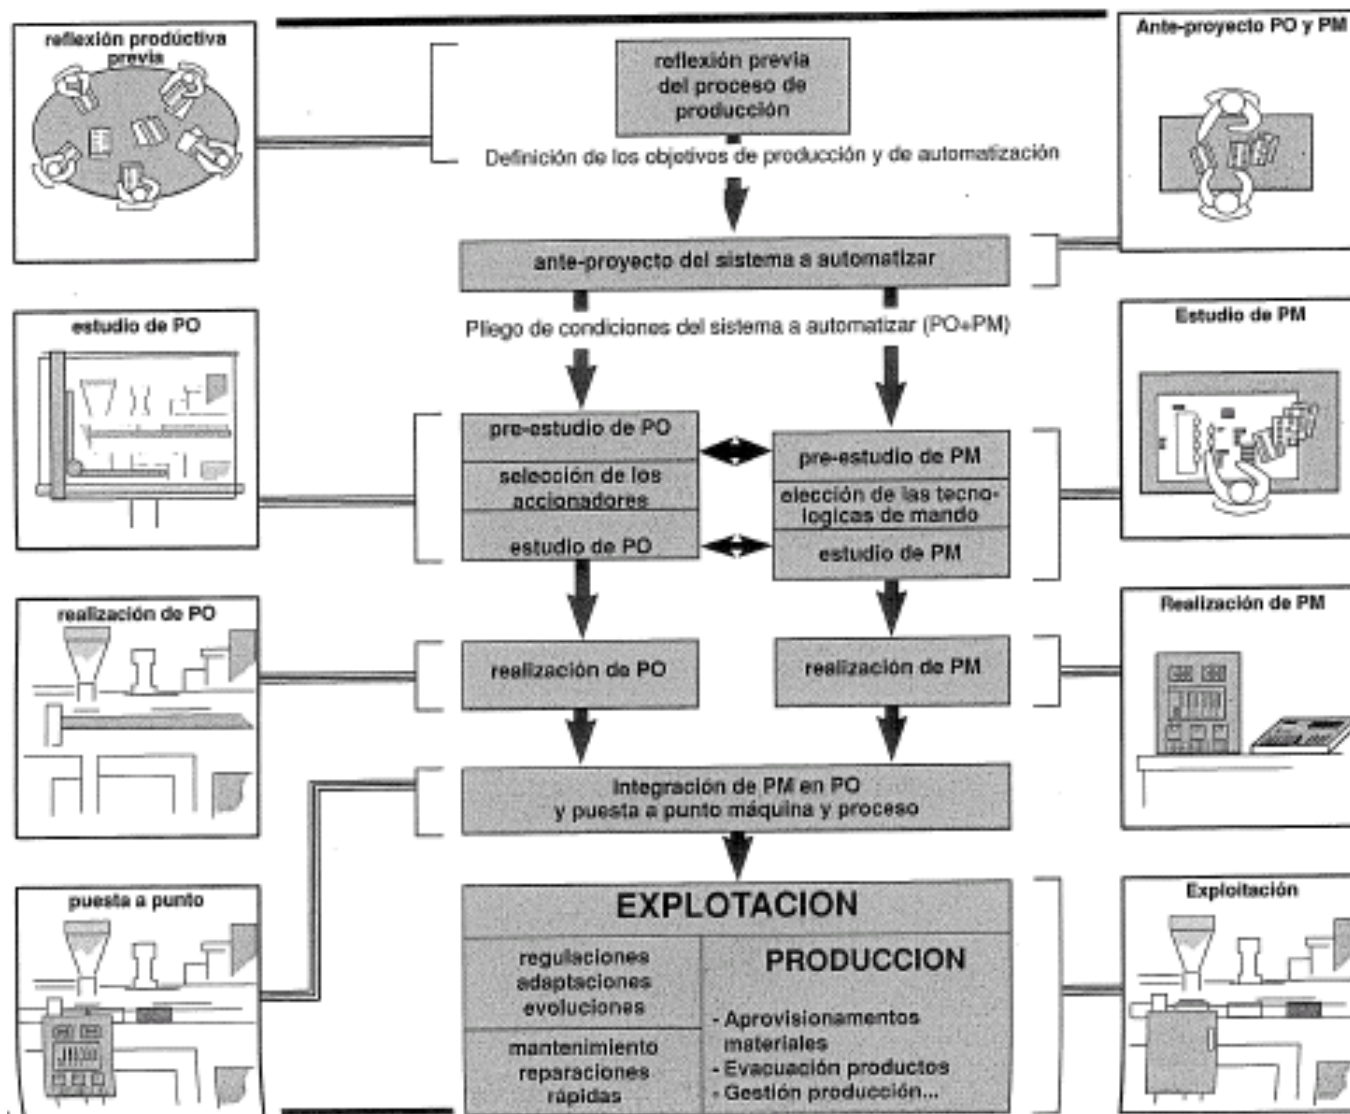 reflexión prodúctiva
previa
reflexión previa
del proceso de
producción
Ante-proyecto PO y PM
Definición de los objetivos de producción y de automatización
ante-proyecto del sistema a automatizar
Pliego de condiciones del sistema a automatizar (PO+PM)
estudio de PO
Estudio de PM
pre-estudio de PO
selección de los
accionadores
estudio de PO
pre-estudio de PM
elección de las tecno-
logicas de mando
estudio de PM
realización de PO
realización de PO
realización de PM
Realización de PM
Integración de PM en PO
y puesta a punto máquina y proceso
puesta a punto
EXPLOTACION
regulaciones
adaptaciones
evoluciones
mantenimiento
reparaciones
rápidas
PRODUCCION
- Aprovisionamentos
materiales
- Evacuación productos
- Gestión producción...
Exploitación